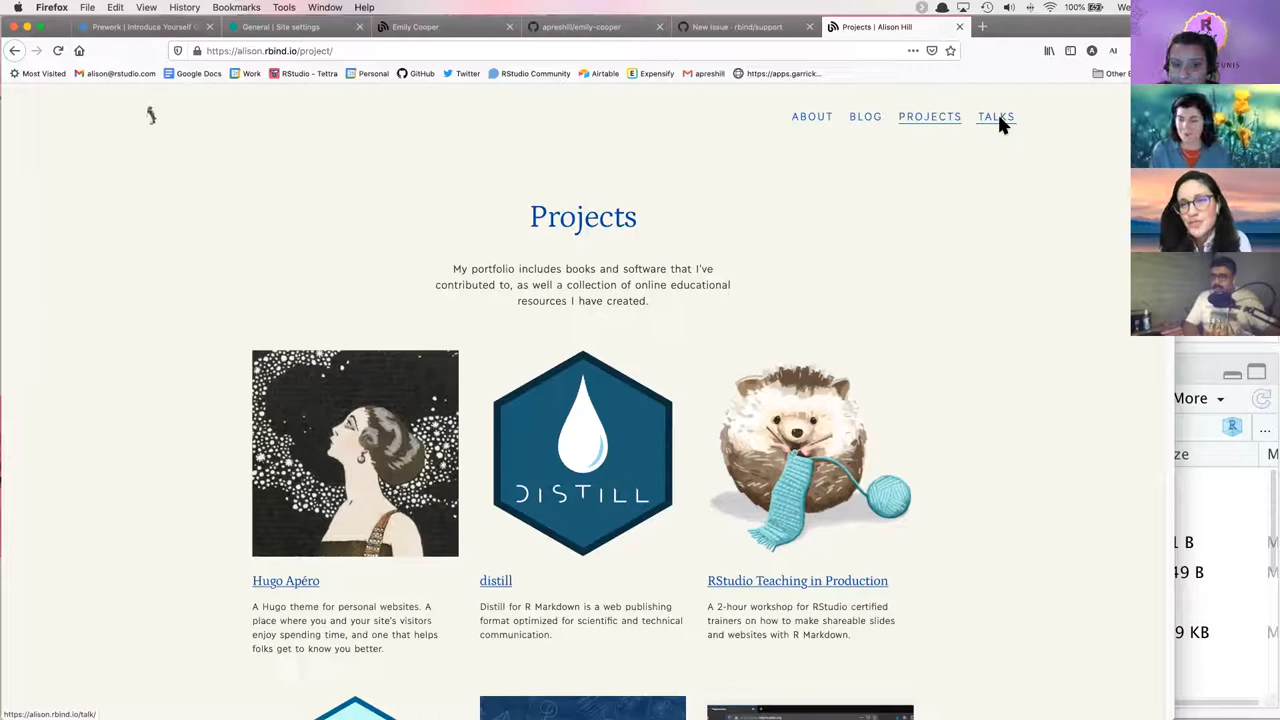 Firefox File Edit View History Bookmarks Tools Window Help 100%
Prework | Introduce Yourself
General | Site settings
Emily Cooper
apreshill/emily-cooper
New Issue · rbind/support
Projects | Alison Hill
https://alison.rbind.io/project/
Most Visited alison@rstudio.com Google Docs Work RStudio - Tettra Personal GitHub Twitter RStudio Community Airtable Expensify apreshill https://apps.garrick... Other
ABOUT BLOG PROJECTS TALKS
Projects
My portfolio includes books and software that I've
contributed to, as well a collection of online educational
resources I have created.
DISTILL
Hugo Apéro
A Hugo theme for personal websites. A
place where you and your site's visitors
enjoy spending time, and one that helps
folks get to know you better.
distill
Distill for R Markdown is a web publishing
format optimized for scientific and technical
communication.
RStudio Teaching in Production
A 2-hour workshop for RStudio certified
trainers on how to make shareable slides
and websites with R Markdown.
More
R
...
1 B
49 B
9 KB
https://alison.rbind.io/talk/